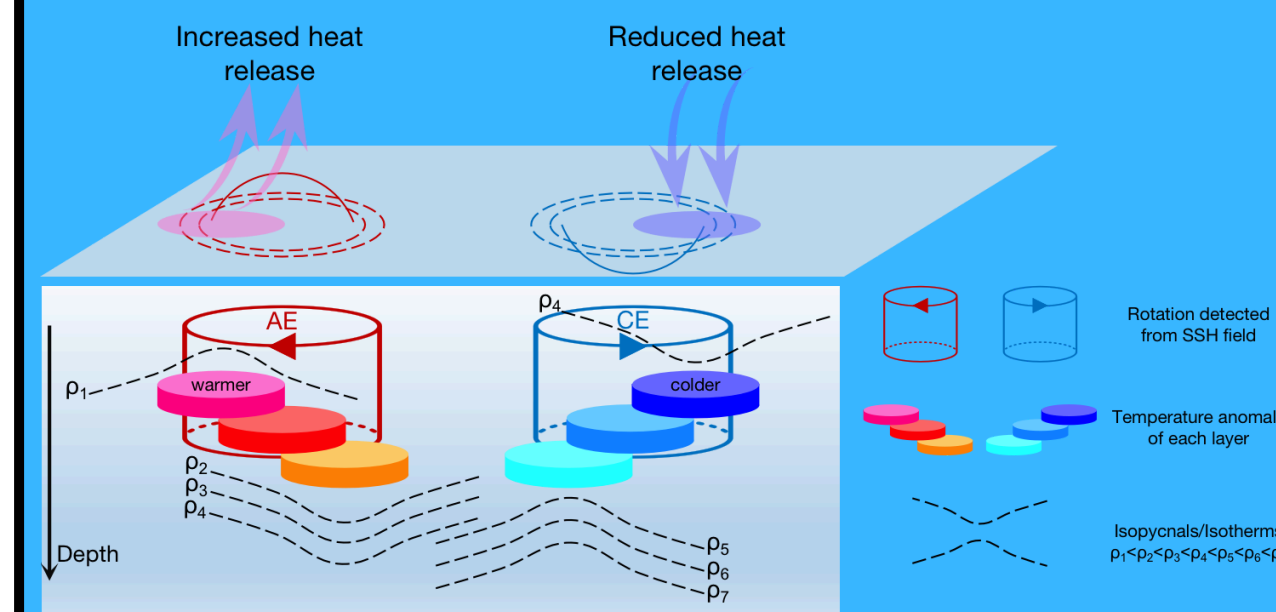 Increased heat
release
Reduced heat
release
AE
CE
ρ4
ρ1
warmer
colder
ρ2
ρ3
ρ4
ρ5
ρ6
ρ7
Depth
Rotation detected
from SSH field
Temperature
of each layer
Isopycnals/Isotherms
ρ1<ρ2<ρ3<ρ4<ρ5<ρ6<